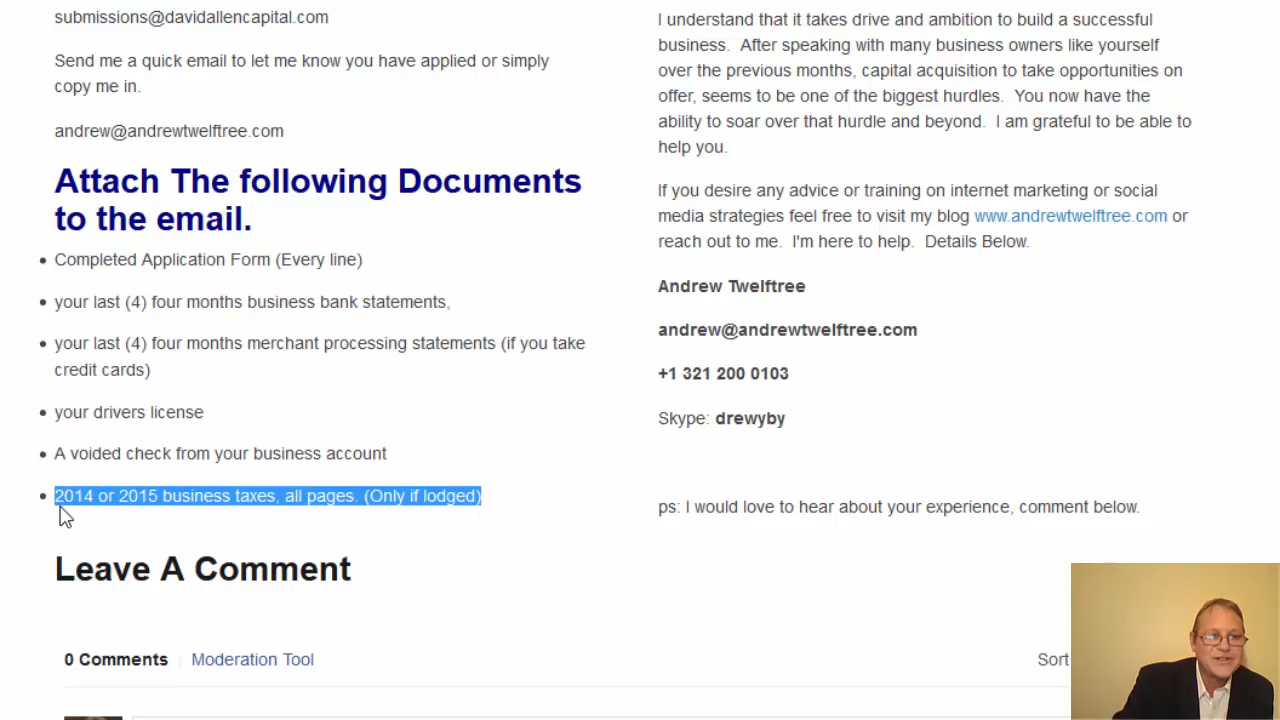 submissions@davidallencapital.com
Send me a quick email to let me know you have applied or simply
copy me in.
andrew@andrewtwelftree.com
Attach The following Documents
to the email.
• Completed Application Form (Every line)
• your last (4) four months business bank statements,
• your last (4) four months merchant processing statements (if you take
credit cards)
• your drivers license
• A voided check from your business account
• 2014 or 2015 business taxes, all pages. (Only if lodged)
I understand that it takes drive and ambition to build a successful
business. After speaking with many business owners like yourself
over the previous months, capital acquisition to take opportunities on
offer, seems to be one of the biggest hurdles. You now have the
ability to soar over that hurdle and beyond. I am grateful to be able to
help you.
If you desire any advice or training on internet marketing or social
media strategies feel free to visit my blog www.andrewtwelftree.com or
reach out to me. I'm here to help. Details Below.
Andrew Twelftree
andrew@andrewtwelftree.com
+1 321 200 0103
Skype: drewyby
ps: I would love to hear about your experience, comment below.
Leave A Comment
0 Comments
Moderation Tool
Sort